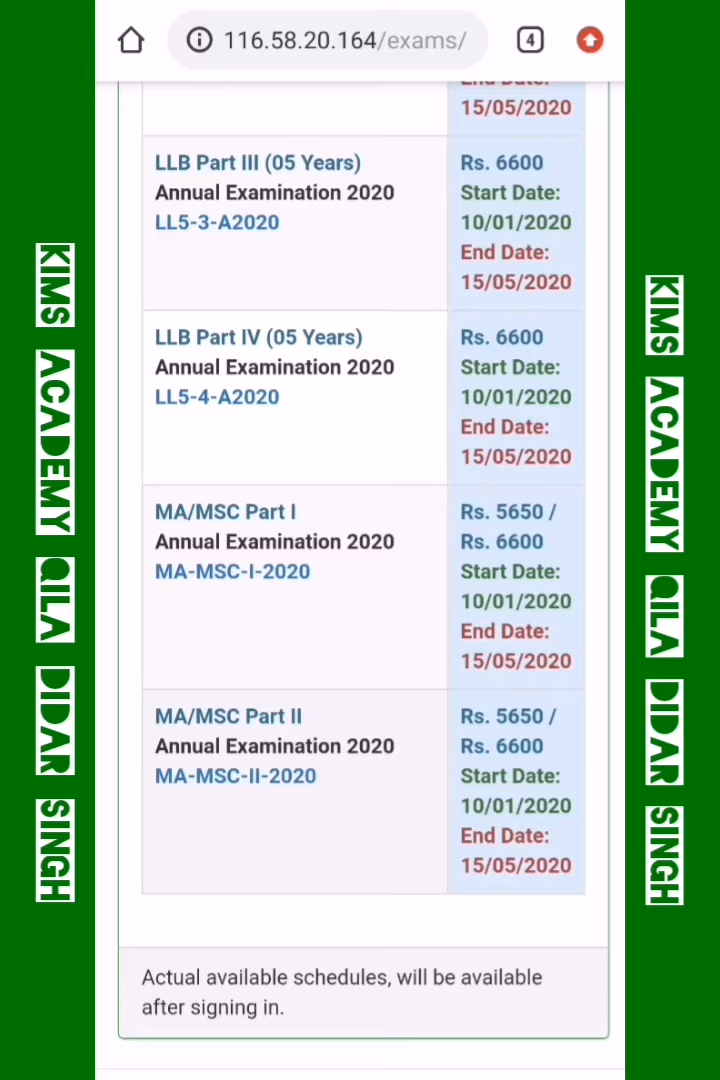 116.58.20.164/exams/
4
End Date:
15/05/2020
LLB Part III (05 Years)
Annual Examination 2020
LL5-3-A2020
Rs. 6600
Start Date:
10/01/2020
End Date:
15/05/2020
LLB Part IV (05 Years)
Annual Examination 2020
LL5-4-A2020
Rs. 6600
Start Date:
10/01/2020
End Date:
15/05/2020
MA/MSC Part I
Annual Examination 2020
MA-MSC-I-2020
Rs. 5650 /
Rs. 6600
Start Date:
10/01/2020
End Date:
15/05/2020
MA/MSC Part II
Annual Examination 2020
MA-MSC-II-2020
Rs. 5650 /
Rs. 6600
Start Date:
10/01/2020
End Date:
15/05/2020
Actual available schedules, will be available
after signing in.
KIMS ACADEMY QILA DIDAR SINGH
KIMS ACADEMY QILA DIDAR SINGH